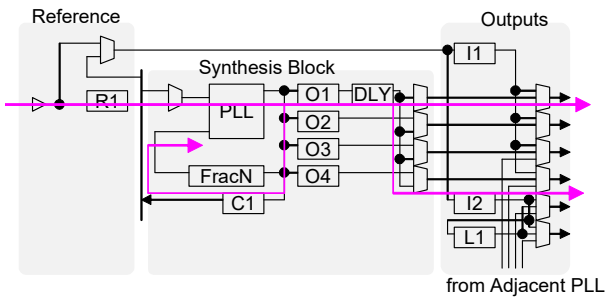 Reference
Outputs
I1
Synthesis Block
R1
PLL
O1
DLY
O2
O3
FracN
O4
C1
I2
L1
from Adjacent PLL